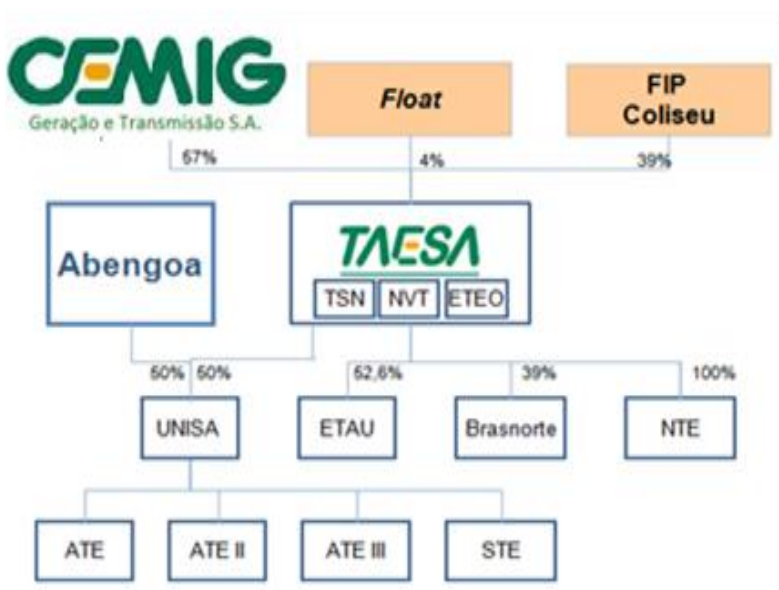 CEMIG
Geração e Transmissão S.A.
Float
FIP
Coliseu
57%
4%
39%
Abengoa
TAESA
TSN NVT ETEO
50% 50% 52,6% 39% 100%
UNISA ETAU Brasnorte NTE
ATE ATE II ATE III STE